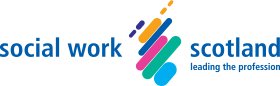 social work scotland
leading the profession